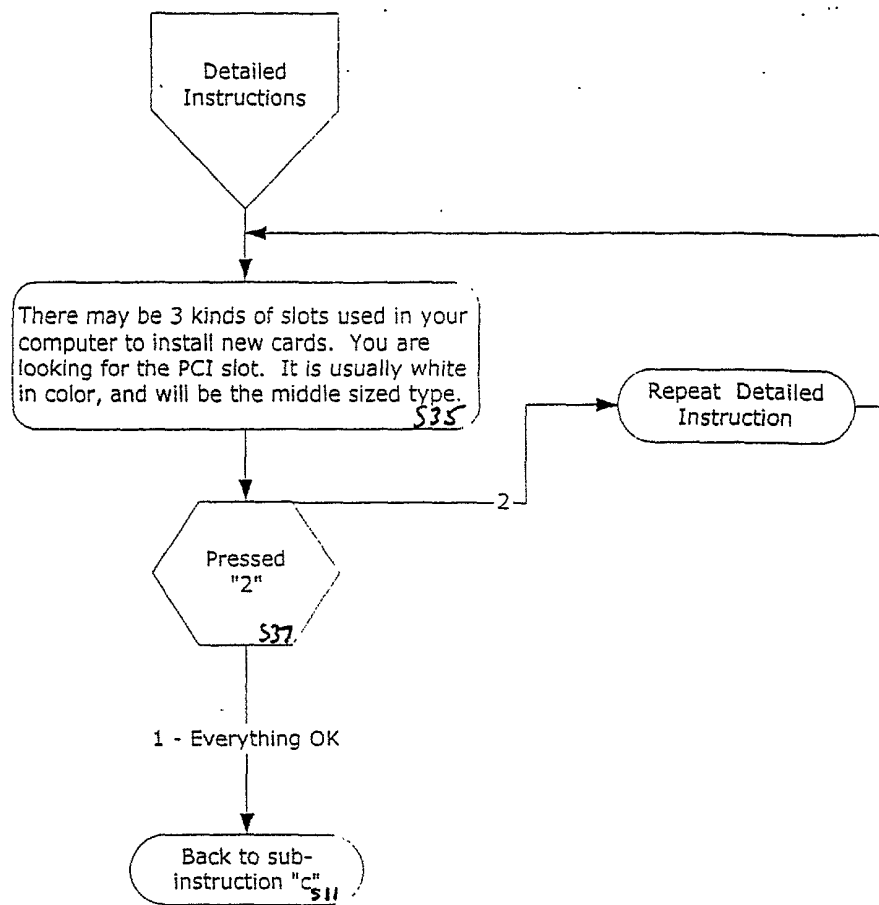 Detailed
Instructions
There may be 3 kinds of slots used in your
computer to install new cards. You are
looking for the PCI slot. It is usually white
in color, and will be the middle sized type.
S35
Repeat Detailed
Instruction
2
Pressed
"2"
S37
1 - Everything OK
Back to sub-
instruction "c"
S11